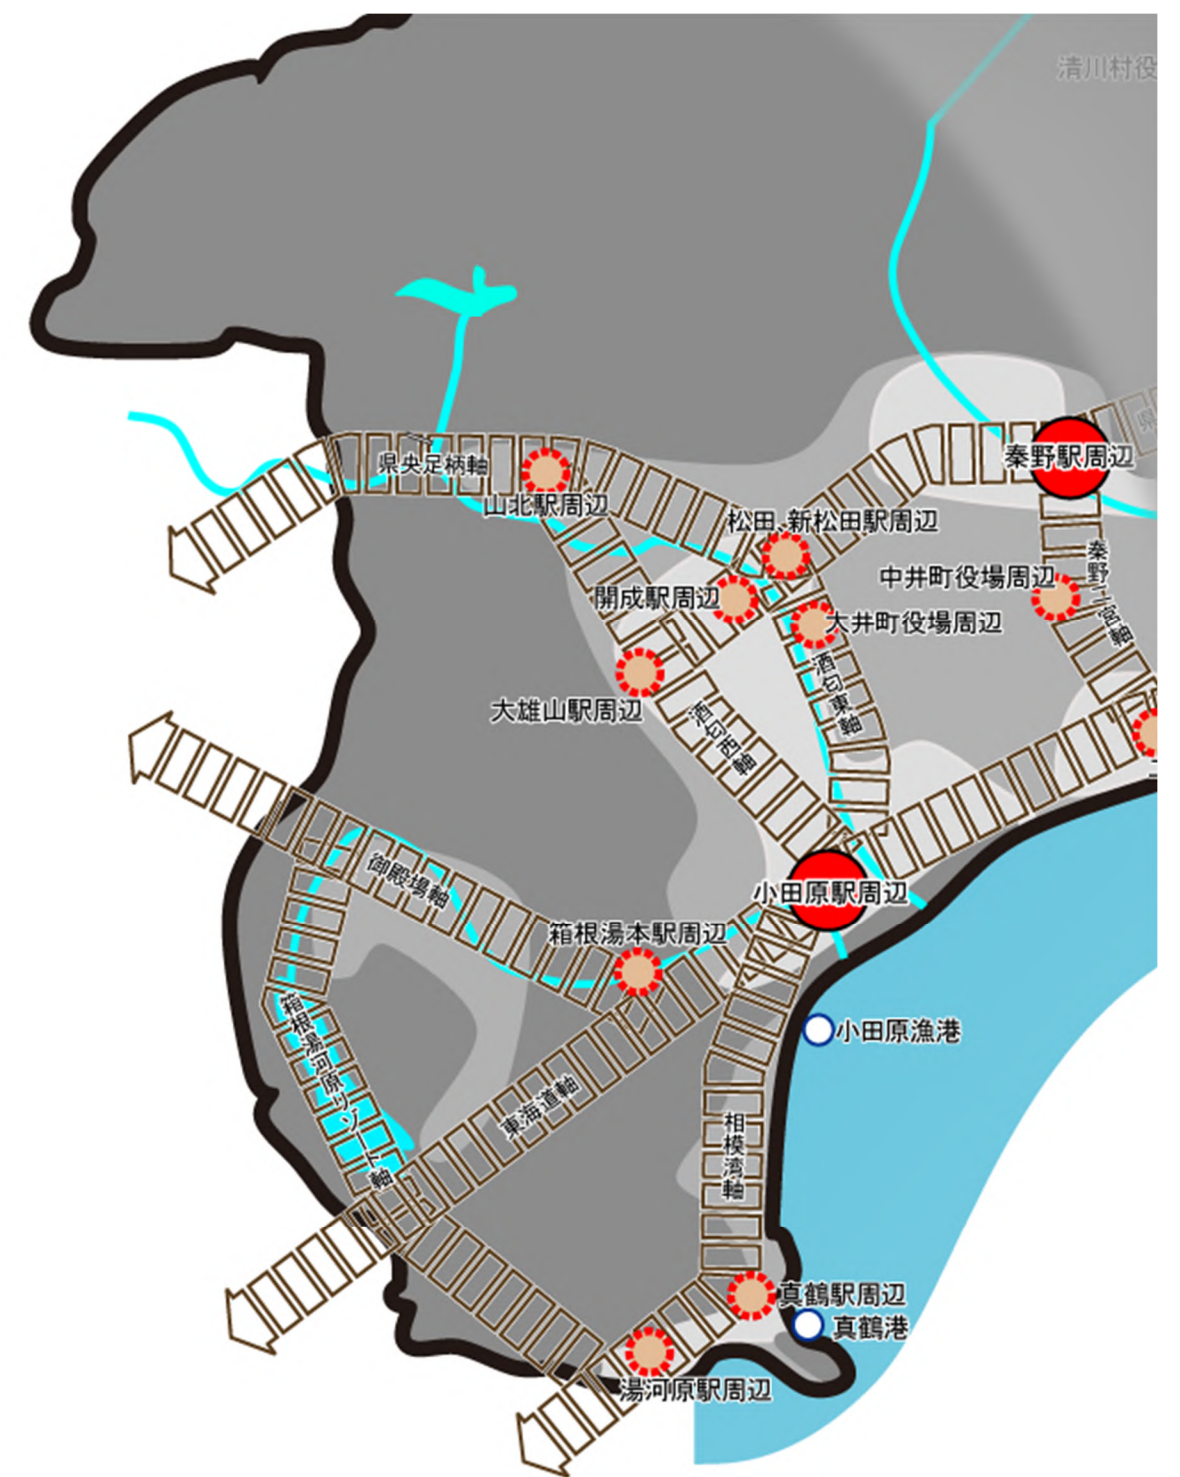 清川村役
県
県央足柄軸
秦野駅周辺
山北駅周辺
松田、新松田駅周辺
秦野二宮軸
中井町役場周辺
開成駅周辺
大井町役場周辺
酒匂東軸
大雄山駅周辺
酒匂西軸
御殿場軸
小田原駅周辺
箱根湯本駅周辺
箱根湯河原リゾート軸
小田原漁港
東海道軸
相模湾軸
真鶴駅周辺
真鶴港
湯河原駅周辺